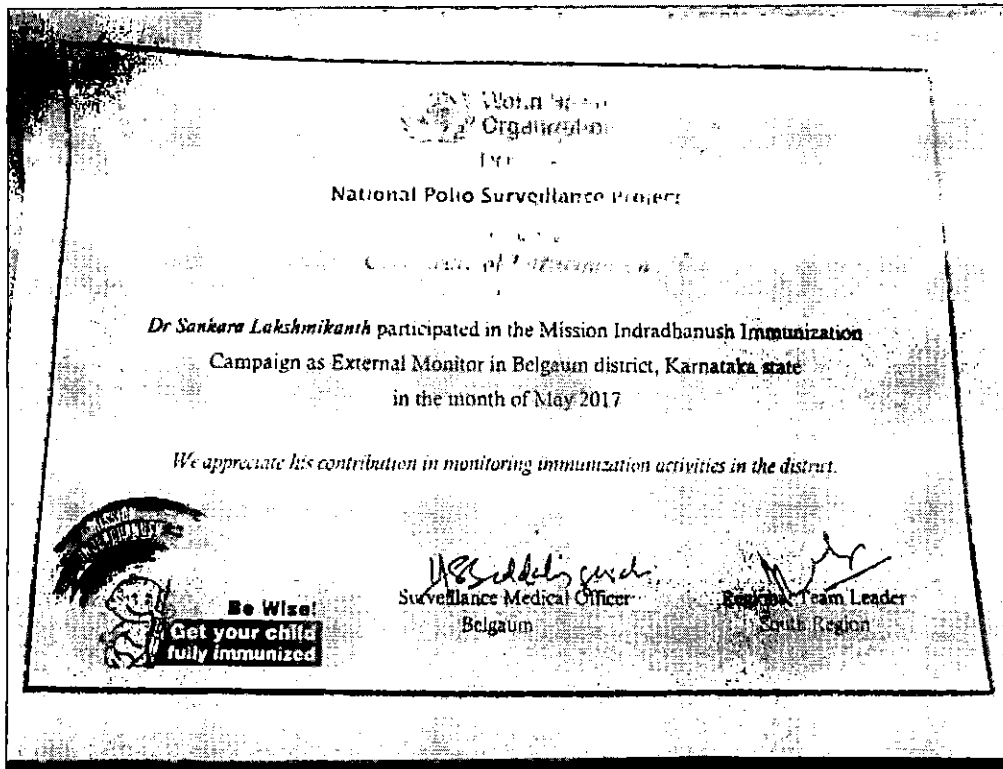 Organization
National Polio Surveillance Project
Dr Sankara Lakshmikanth participated in the Mission Indradhanush Immunization
Campaign as External Monitor in Belgaum district, Karnataka state
in the month of May 2017
We appreciate his contribution in monitoring immunization activities in the district.
Surveillance Medical Officer
Belgaum
Regional Team Leader
South Region
Be Wise!
Get your child
fully immunized